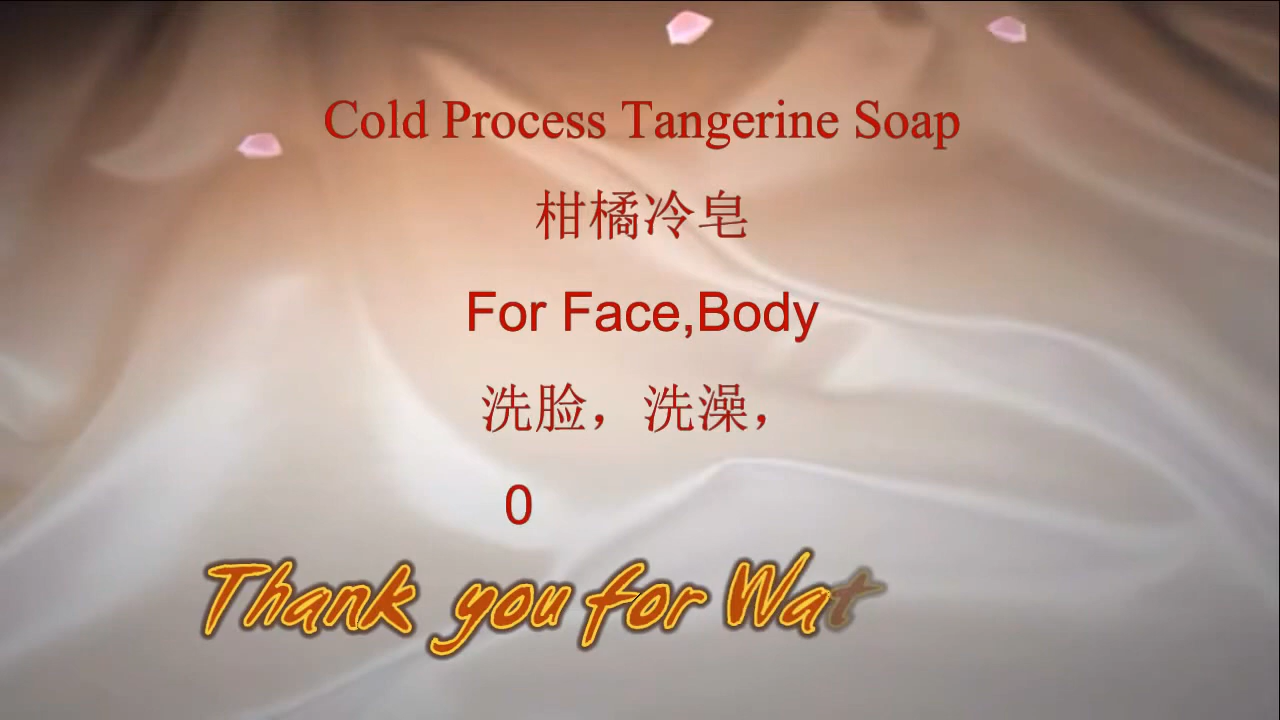 Cold Process Tangerine Soap
柑橘冷皂
For Face,Body
洗脸，洗澡，
0
Thank you for Wat